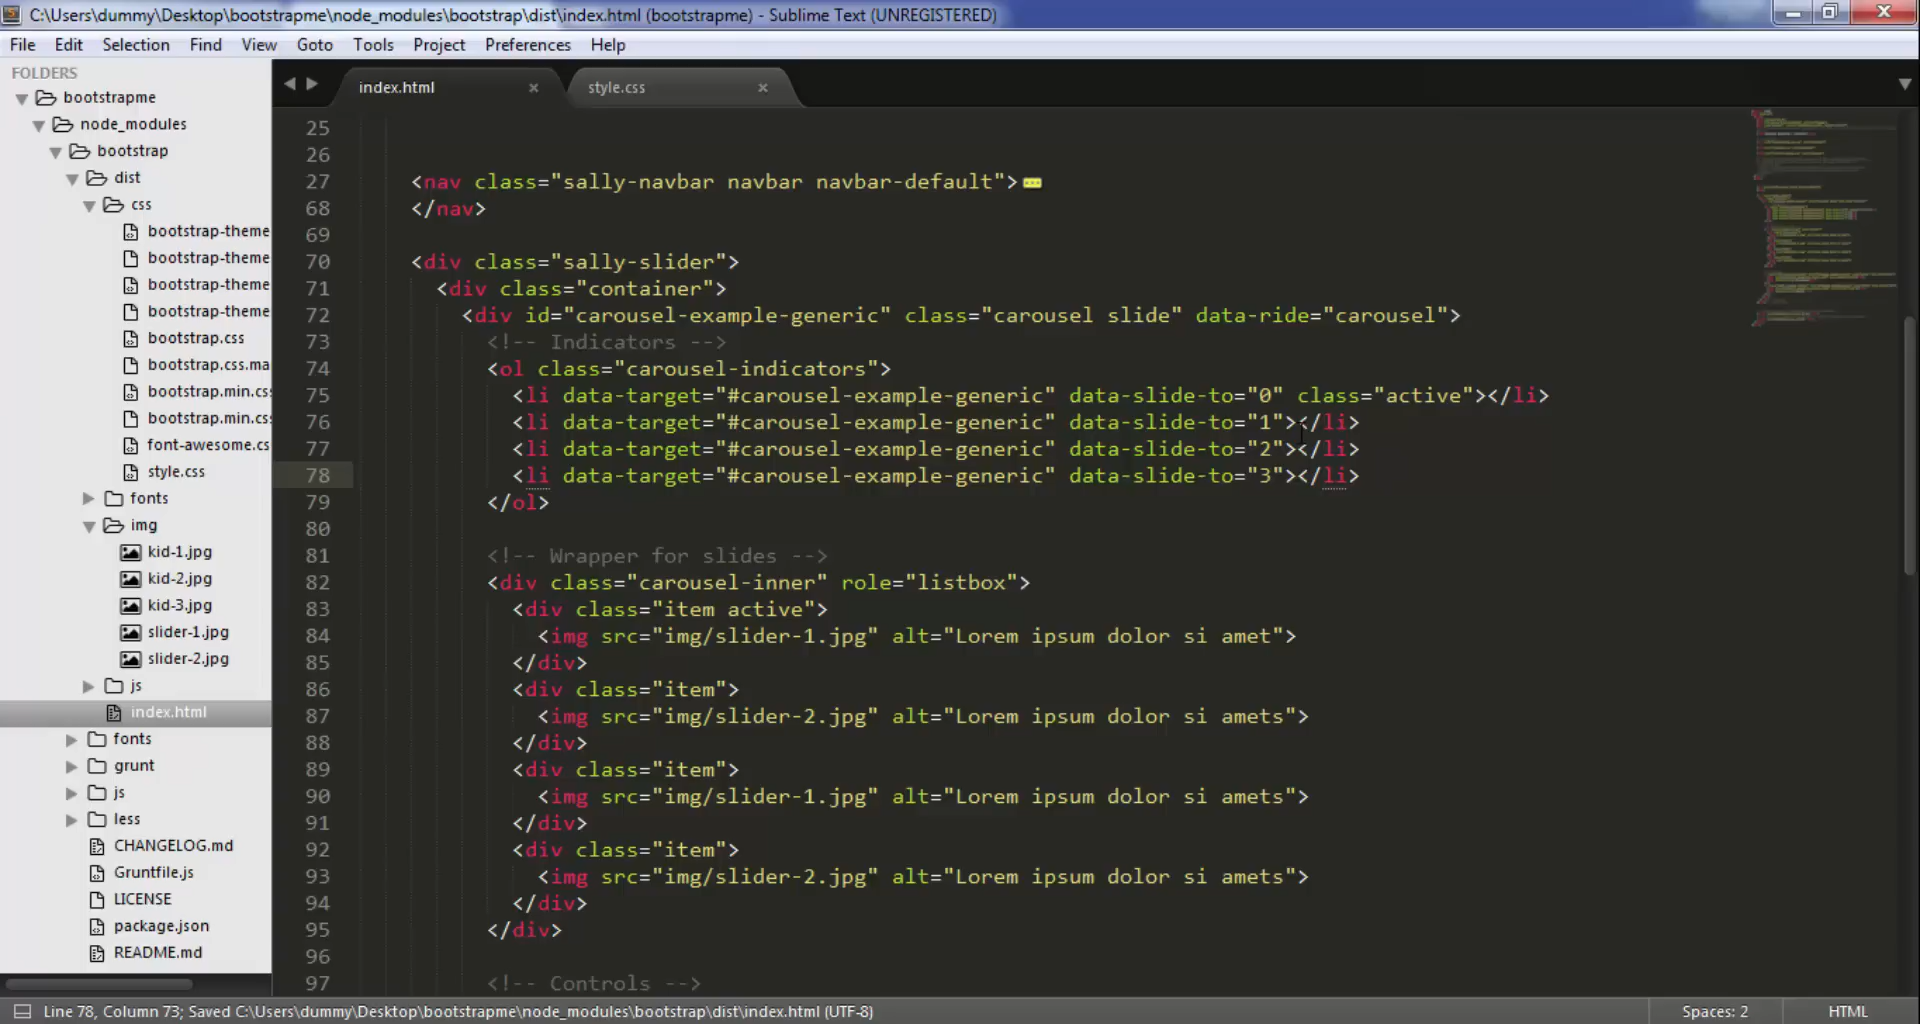 C:\Users\dummy\Desktop\bootstrapme\node_modules\bootstrap\dist\index.html (bootstrapme) - Sublime Text (UNREGISTERED)
File Edit Selection Find View Goto Tools Project Preferences Help
FOLDERS
bootstrapme
node_modules
bootstrap
dist
css
bootstrap-theme
bootstrap-theme
bootstrap-theme
bootstrap-theme
bootstrap.css
bootstrap.css.ma
bootstrap.min.cs
bootstrap.min.cs
font-awesome.cs
style.css
fonts
img
kid-1.jpg
kid-2.jpg
kid-3.jpg
slider-1.jpg
slider-2.jpg
js
index.html
fonts
grunt
js
less
CHANGELOG.md
Gruntfile.js
LICENSE
package.json
README.md
index.html style.css
25
26
27 <nav class="sally-navbar navbar navbar-default">
68 </nav>
69
70 <div class="sally-slider">
71 <div class="container">
72 <div id="carousel-example-generic" class="carousel slide" data-ride="carousel">
73 <!-- Indicators -->
74 <ol class="carousel-indicators">
75 <li data-target="#carousel-example-generic" data-slide-to="0" class="active"></li>
76 <li data-target="#carousel-example-generic" data-slide-to="1"></li>
77 <li data-target="#carousel-example-generic" data-slide-to="2"></li>
78 <li data-target="#carousel-example-generic" data-slide-to="3"></li>
79 </ol>
80
81 <!-- Wrapper for slides -->
82 <div class="carousel-inner" role="listbox">
83 <div class="item active">
84 <img src="img/slider-1.jpg" alt="Lorem ipsum dolor si amet">
85 </div>
86 <div class="item">
87 <img src="img/slider-2.jpg" alt="Lorem ipsum dolor si amets">
88 </div>
89 <div class="item">
90 <img src="img/slider-1.jpg" alt="Lorem ipsum dolor si amets">
91 </div>
92 <div class="item">
93 <img src="img/slider-2.jpg" alt="Lorem ipsum dolor si amets">
94 </div>
95 </div>
96
97 <!-- Controls -->
Line 78, Column 73; Saved C:\Users\dummy\Desktop\bootstrapme\node_modules\bootstrap\dist\index.html (UTF-8) Spaces: 2 HTML